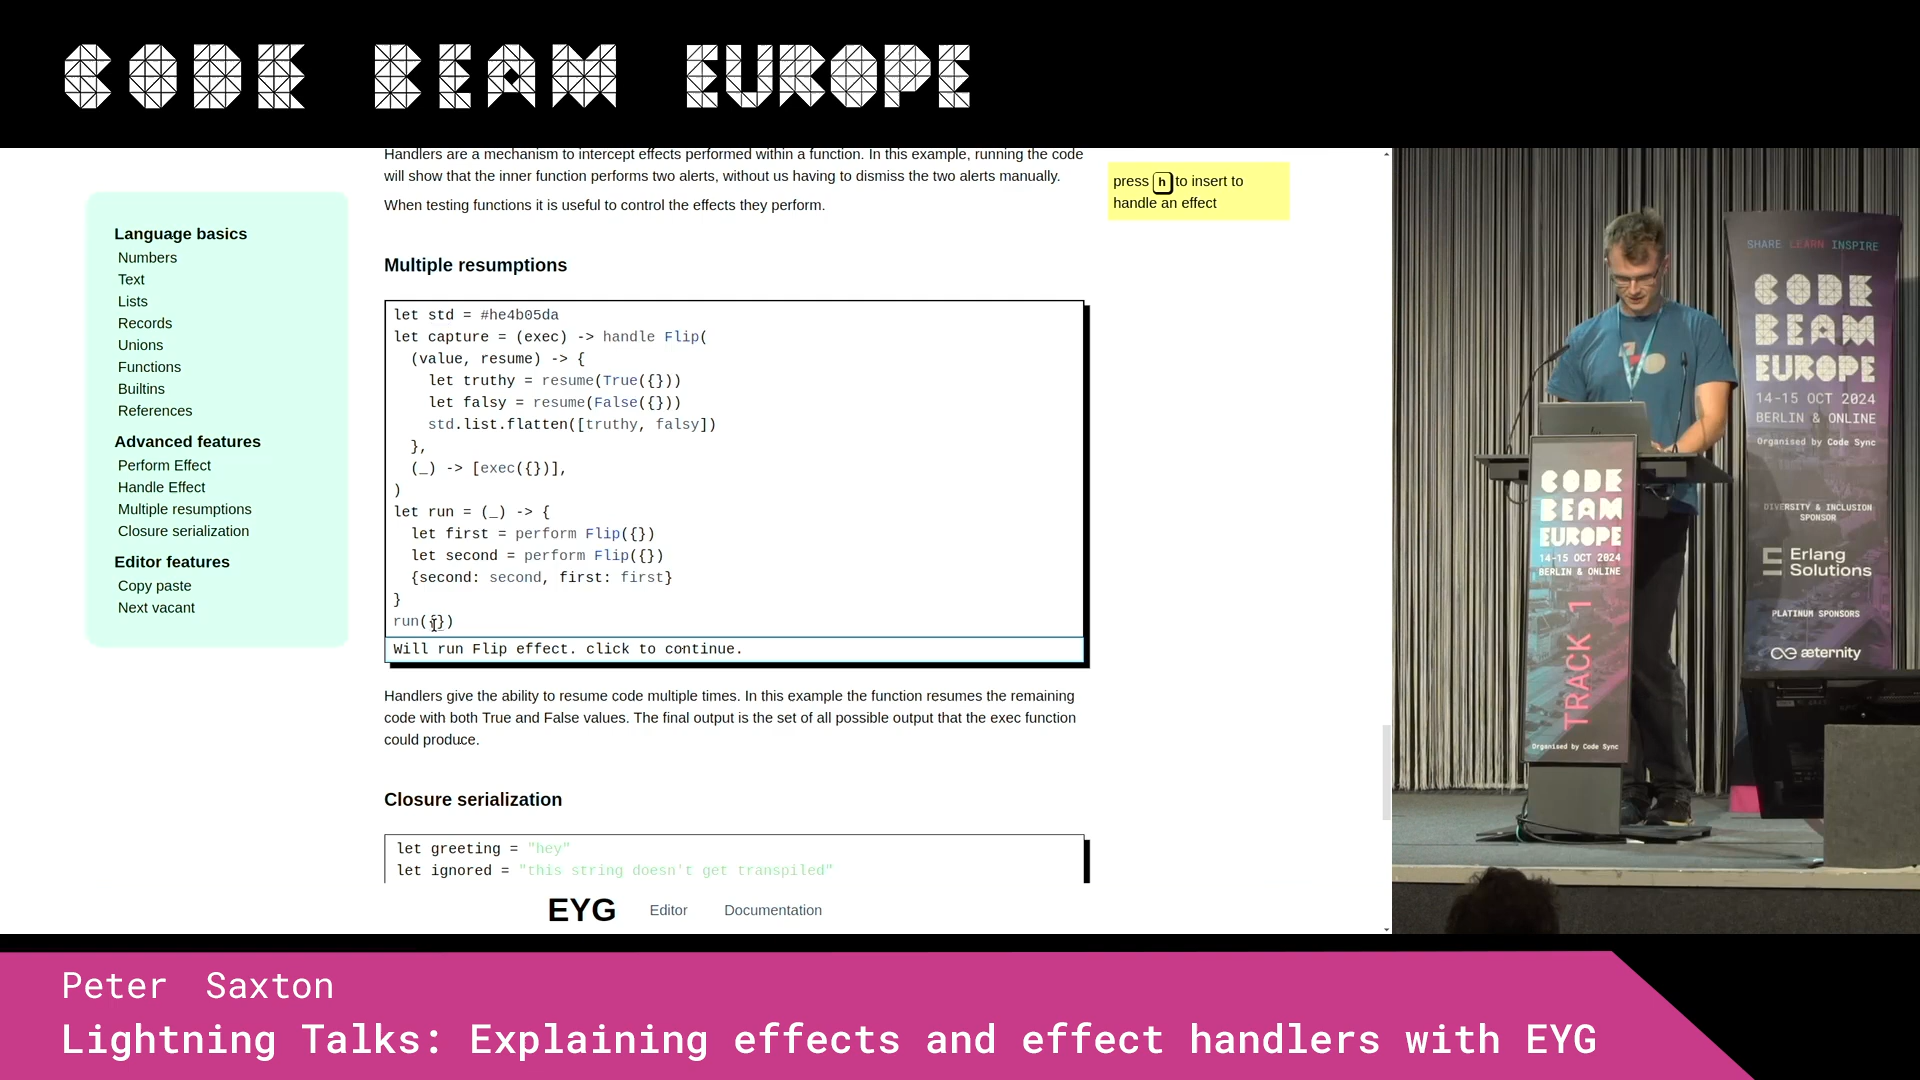 CODE BEAM EUROPE
Handlers are a mechanism to intercept effects performed within a function. In this example, running the code
will show that the inner function performs two alerts, without us having to dismiss the two alerts manually.
When testing functions it is useful to control the effects they perform.
press h to insert to
handle an effect
Language basics
Numbers
Text
Lists
Records
Unions
Functions
Builtins
References
Advanced features
Perform Effect
Handle Effect
Multiple resumptions
Closure serialization
Editor features
Copy paste
Next vacant
Multiple resumptions
let std = #he4b05da
let capture = (exec) -> handle Flip(
  (value, resume) -> {
    let truthy = resume(True({}))
    let falsy = resume(False({}))
    std.list.flatten([truthy, falsy])
  },
  (_) -> [exec({})],
)
let run = (_) -> {
  let first = perform Flip({})
  let second = perform Flip({})
  {second: second, first: first}
}
run({})
Will run Flip effect. click to continue.
Handlers give the ability to resume code multiple times. In this example the function resumes the remaining
code with both True and False values. The final output is the set of all possible output that the exec function
could produce.
Closure serialization
let greeting = "hey"
let ignored = "this string doesn't get transpiled"
EYG
Editor
Documentation
SHARE LEARN INSPIRE
CODE
BEAM
EUROPE
14-15 OCT 2024
BERLIN & ONLINE
Organised by Code Sync
DIVERSITY & INCLUSION
SPONSOR
Erlang
Solutions
PLATINUM SPONSORS
æternity
CODE
BEAM
EUROPE
14-15 OCT 2024
BERLIN & ONLINE
TRACK 1
Organised by Code Sync
Peter Saxton
Lightning Talks: Explaining effects and effect handlers with EYG